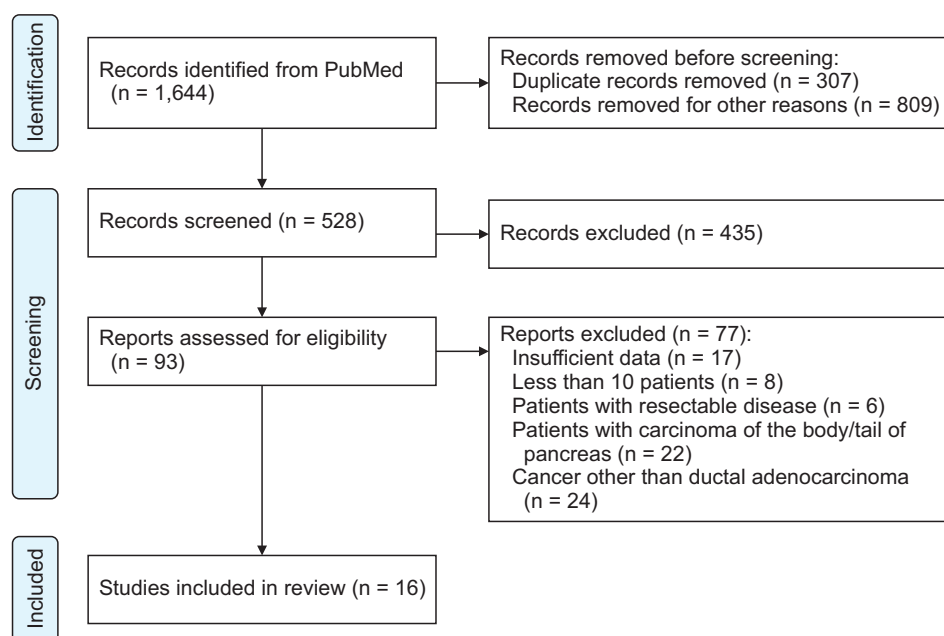 Identification
Records identified from PubMed
(n = 1,644)
Records removed before screening:
Duplicate records removed (n = 307)
Records removed for other reasons (n = 809)
Screening
Records screened (n = 528)
Records excluded (n = 435)
Reports assessed for eligibility
(n = 93)
Reports excluded (n = 77):
Insufficient data (n = 17)
Less than 10 patients (n = 8)
Patients with resectable disease (n = 6)
Patients with carcinoma of the body/tail of
pancreas (n = 22)
Cancer other than ductal adenocarcinoma
(n = 24)
Included
Studies included in review (n = 16)